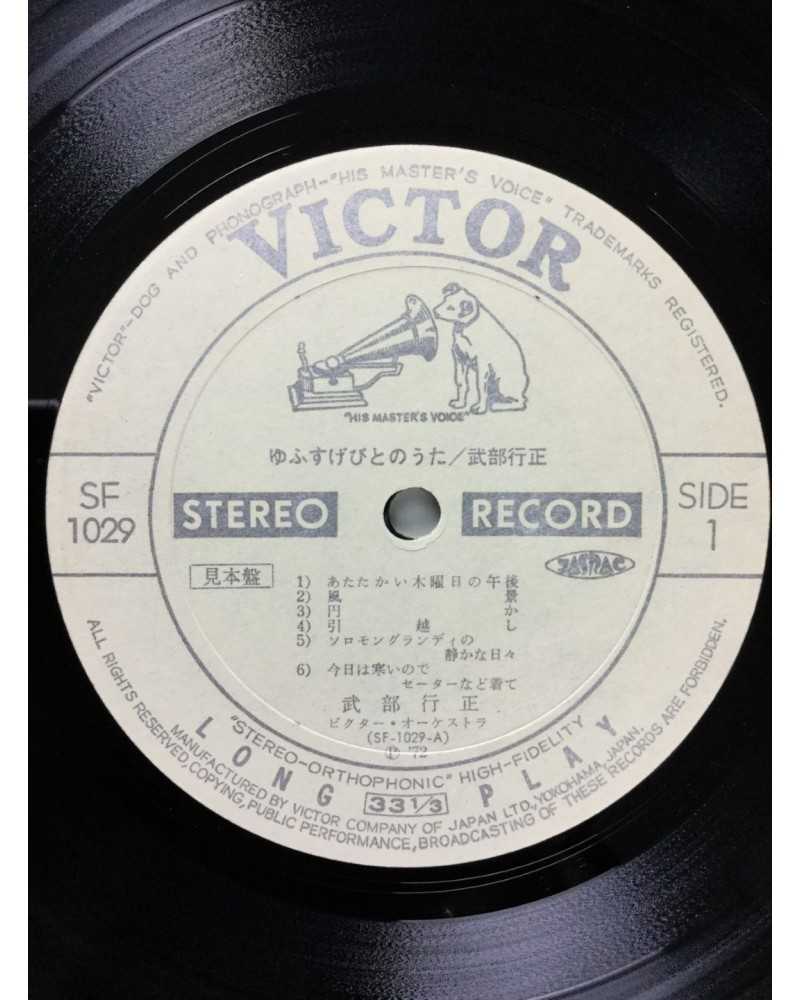 "VICTOR"-DOG AND PHONOGRAPH-"HIS MASTER'S VOICE" TRADEMARKS REGISTERED.
VICTOR
"HIS MASTER'S VOICE"
ゆふすげびとのうた/武部行正
SF
1029
STEREO
RECORD
SIDE
1
見本盤
JASRAC
1) あたたかい木曜日の午後
2) 風景
3) 円か
4) 引越し
5) ソロモングランディの
静かな日々
6) 今日は寒いので
セーターなど着て
武部行正
ビクター・オーケストラ
(SF-1029-A)
Ⓟ '72
"STEREO-ORTHOPHONIC" HIGH-FIDELITY
LONG 33 1/3 PLAY
MANUFACTURED BY VICTOR COMPANY OF JAPAN LTD., YOKOHAMA, JAPAN.
ALL RIGHTS RESERVED, COPYING, PUBLIC PERFORMANCE, BROADCASTING OF THESE RECORDS ARE FORBIDDEN.